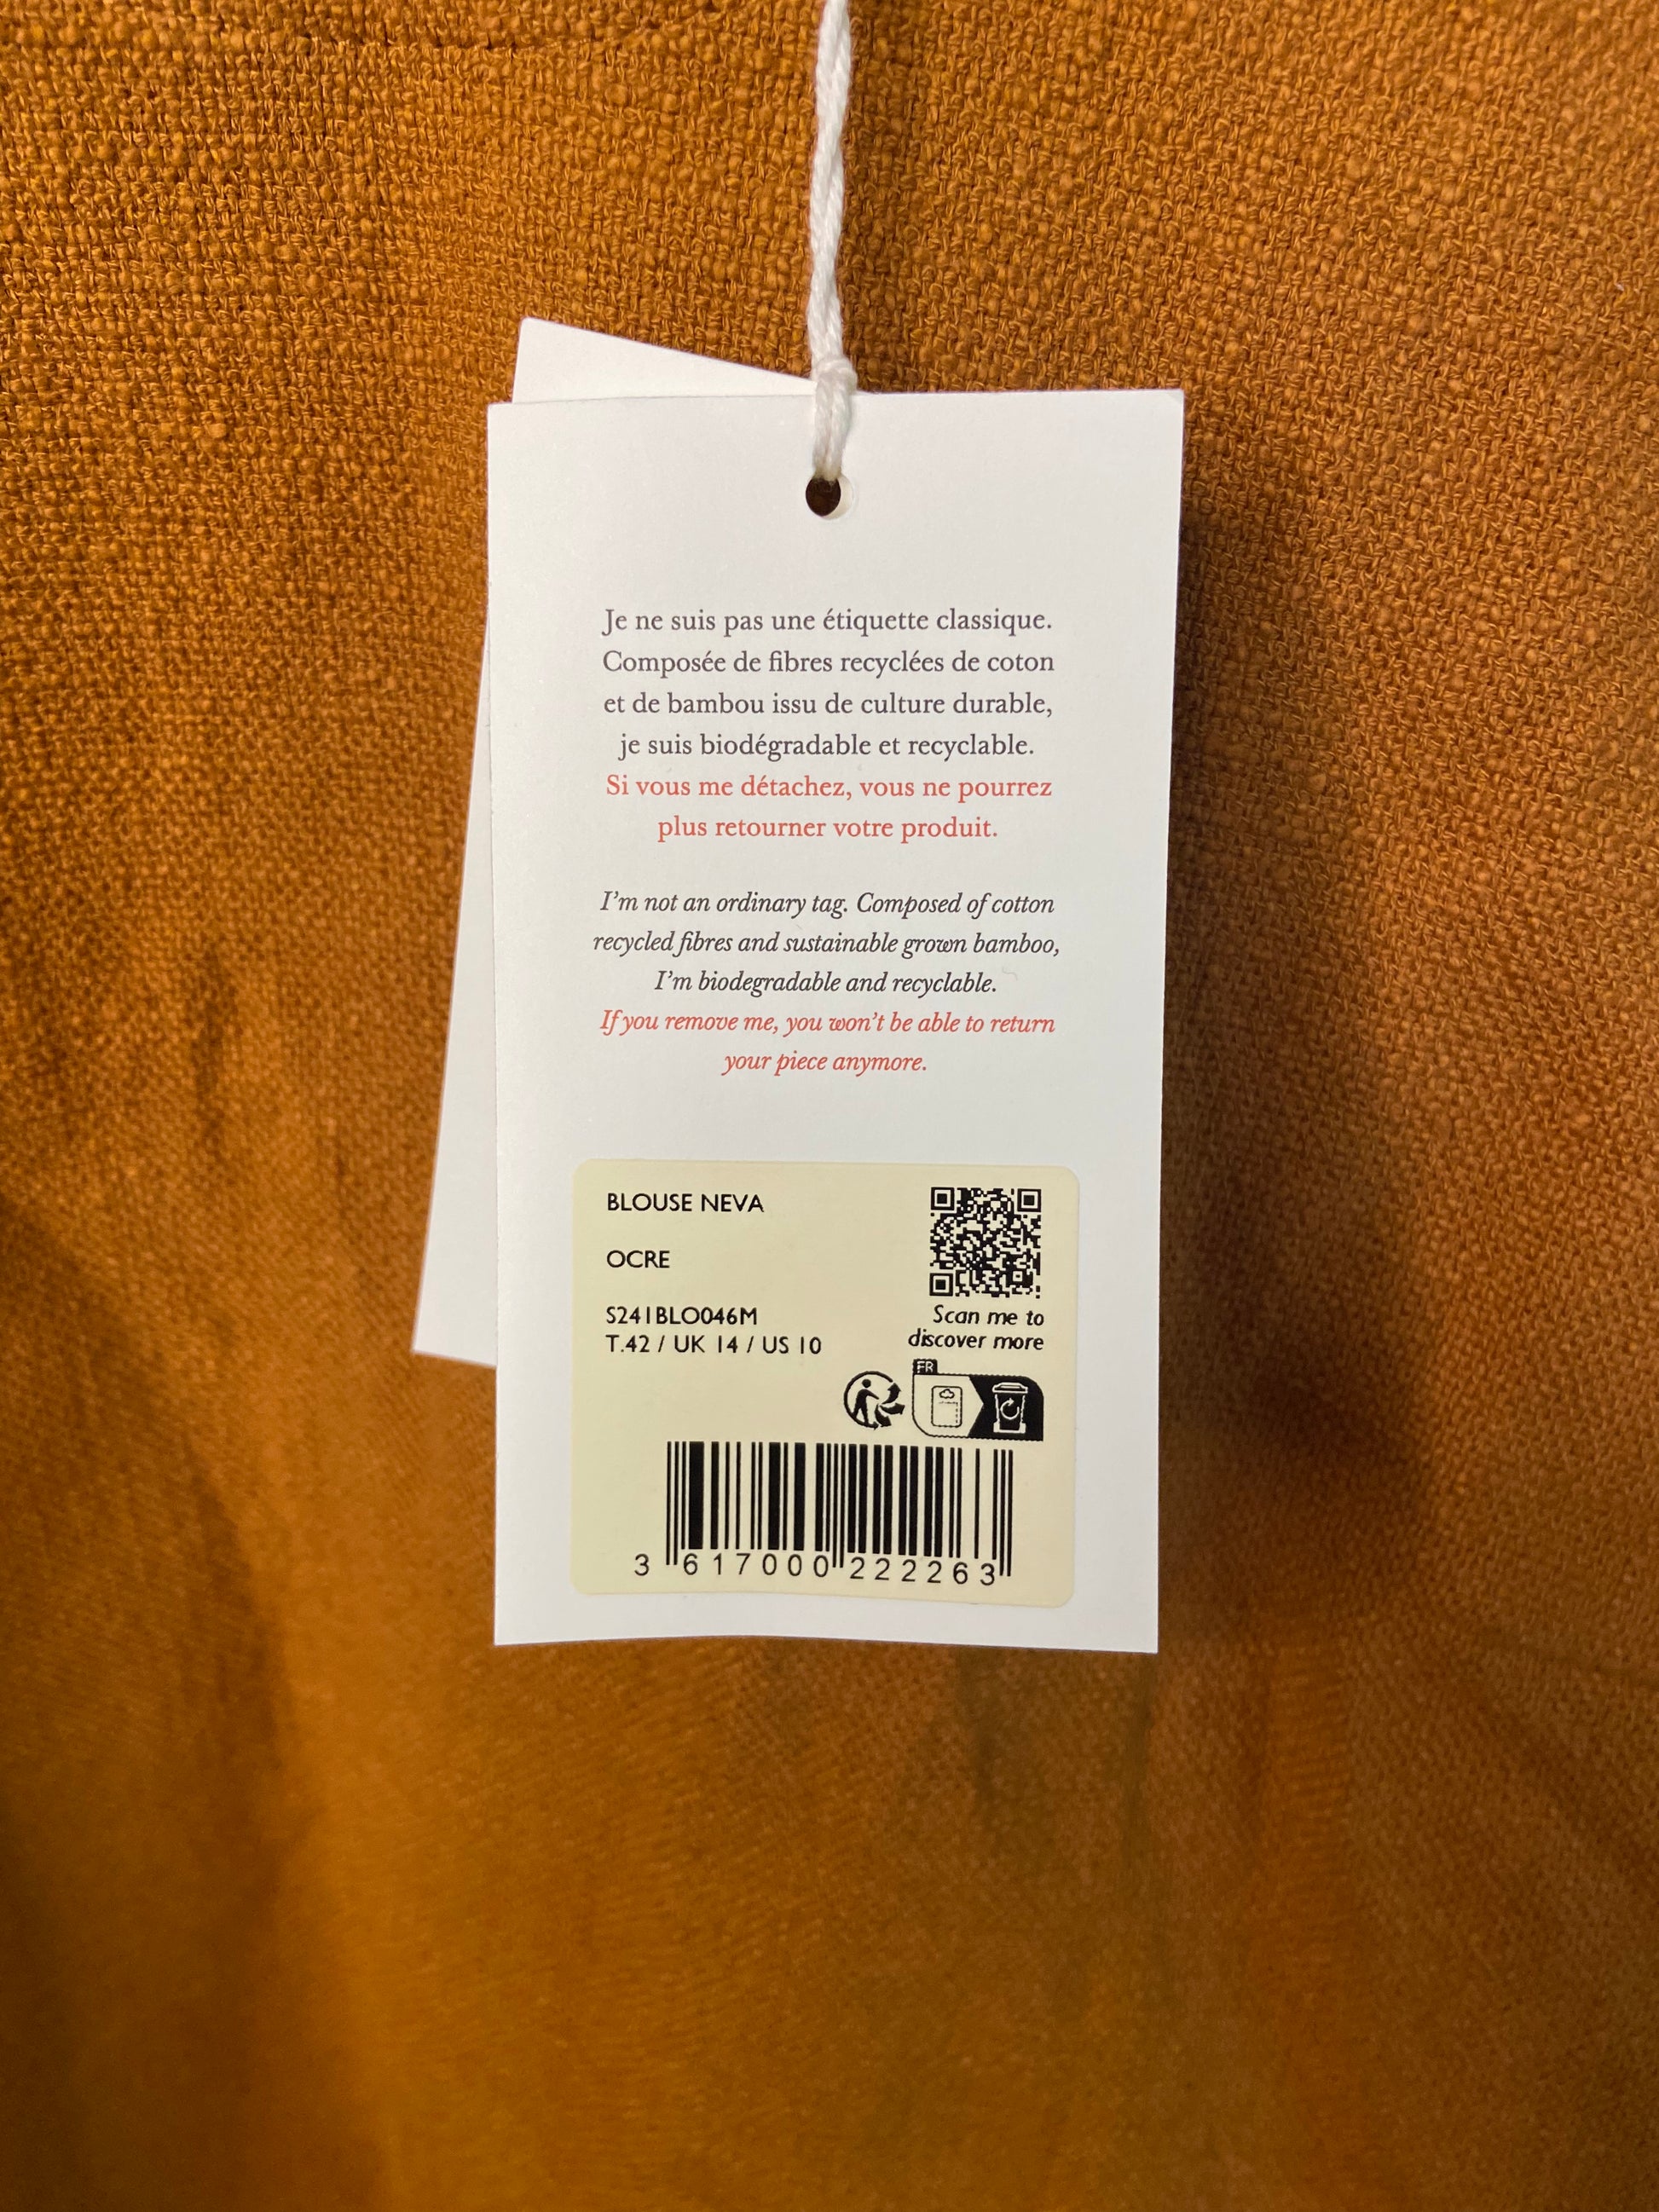 Je ne suis pas une étiquette classique.
Composée de fibres recyclées de coton
et de bambou issu de culture durable,
je suis biodégradable et recyclable.
Si vous me détachez, vous ne pourrez
plus retourner votre produit.
I'm not an ordinary tag. Composed of cotton
recycled fibres and sustainable grown bamboo,
I'm biodegradable and recyclable.
If you remove me, you won't be able to return
your piece anymore.
BLOUSE NEVA
OCRE
S241BLO046M
T.42 / UK 14 / US 10
Scan me to
discover more
FR
3 617000 222263